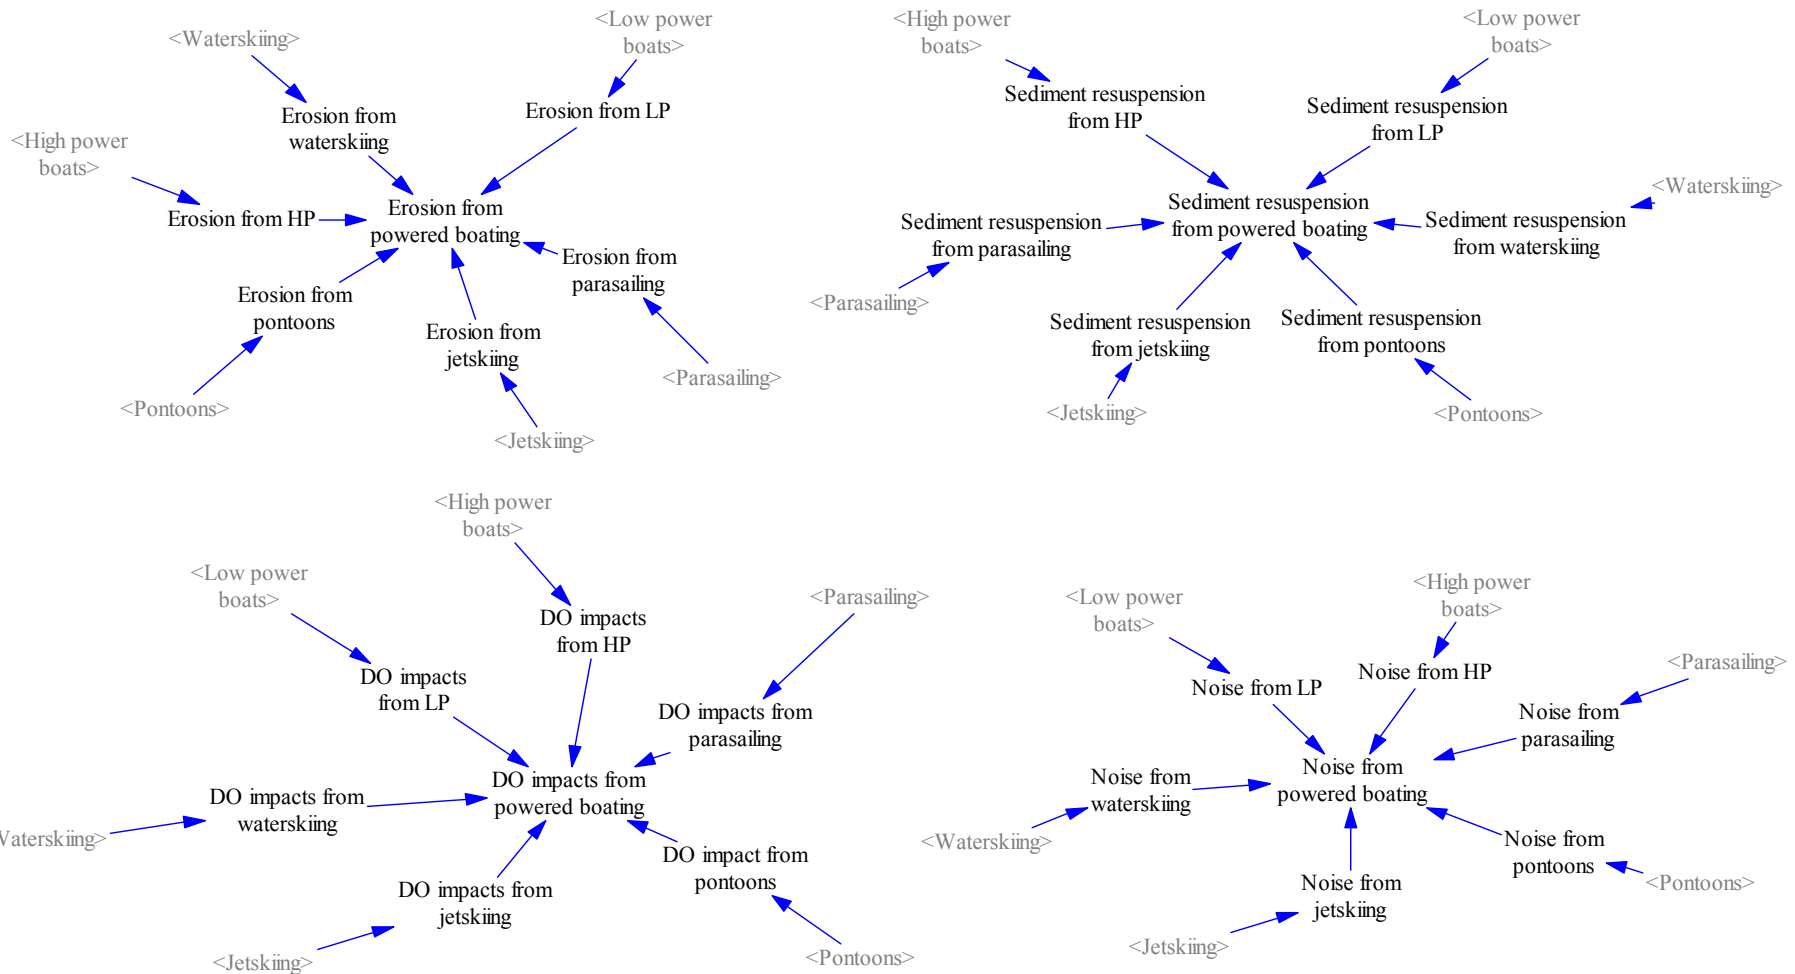 <Waterskiing>
<Low power
boats>
Erosion from
waterskiing
Erosion from LP
<High power
boats>
Erosion from HP
Erosion from
powered boating
Erosion from
parasailing
Erosion from
pontoons
Erosion from
jetskiing
<Parasailing>
<Pontoons>
<Jetskiing>
<High power
boats>
<Low power
boats>
Sediment resuspension
from HP
Sediment resuspension
from LP
<Waterskiing>
Sediment resuspension
from parasailing
Sediment resuspension
from powered boating
Sediment resuspension
from waterskiing
<Parasailing>
Sediment resuspension
from jetskiing
Sediment resuspension
from pontoons
<Jetskiing>
<Pontoons>
<High power
boats>
<Low power
boats>
<Parasailing>
DO impacts
from HP
DO impacts
from LP
DO impacts from
parasailing
DO impacts from
powered boating
DO impacts from
waterskiing
Waterskiing>
DO impact from
pontoons
DO impacts from
jetskiing
<Jetskiing>
<Pontoons>
<Low power
boats>
<High power
boats>
<Parasailing>
Noise from LP
Noise from HP
Noise from
parasailing
Noise from
powered boating
Noise from
waterskiing
<Waterskiing>
Noise from
pontoons
<Pontoons>
Noise from
jetskiing
<Jetskiing>